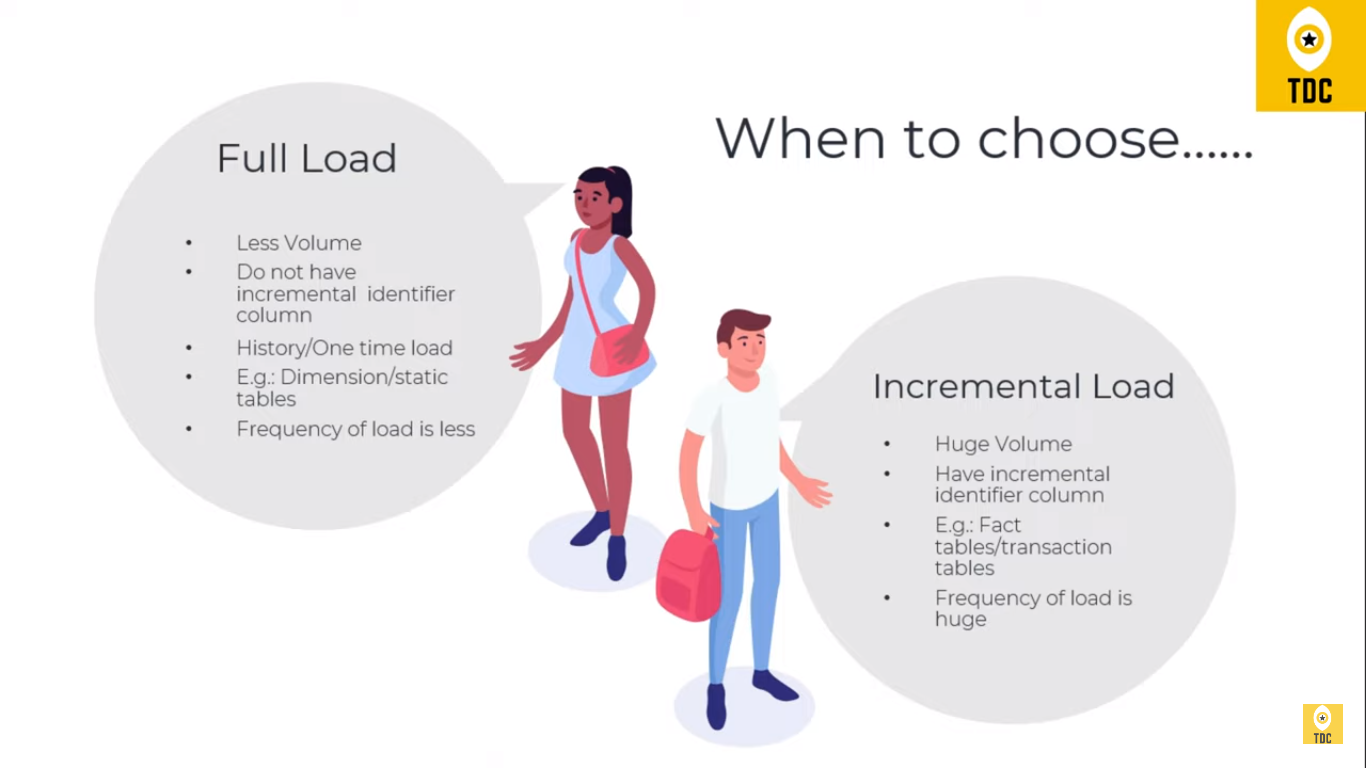 TDC
When to choose......
Full Load
• Less Volume
• Do not have
incremental identifier
column
• History/One time load
• E.g.: Dimension/static
tables
• Frequency of load is less
Incremental Load
• Huge Volume
• Have incremental
identifier column
• E.g.: Fact
tables/transaction
tables
• Frequency of load is
huge
TDC